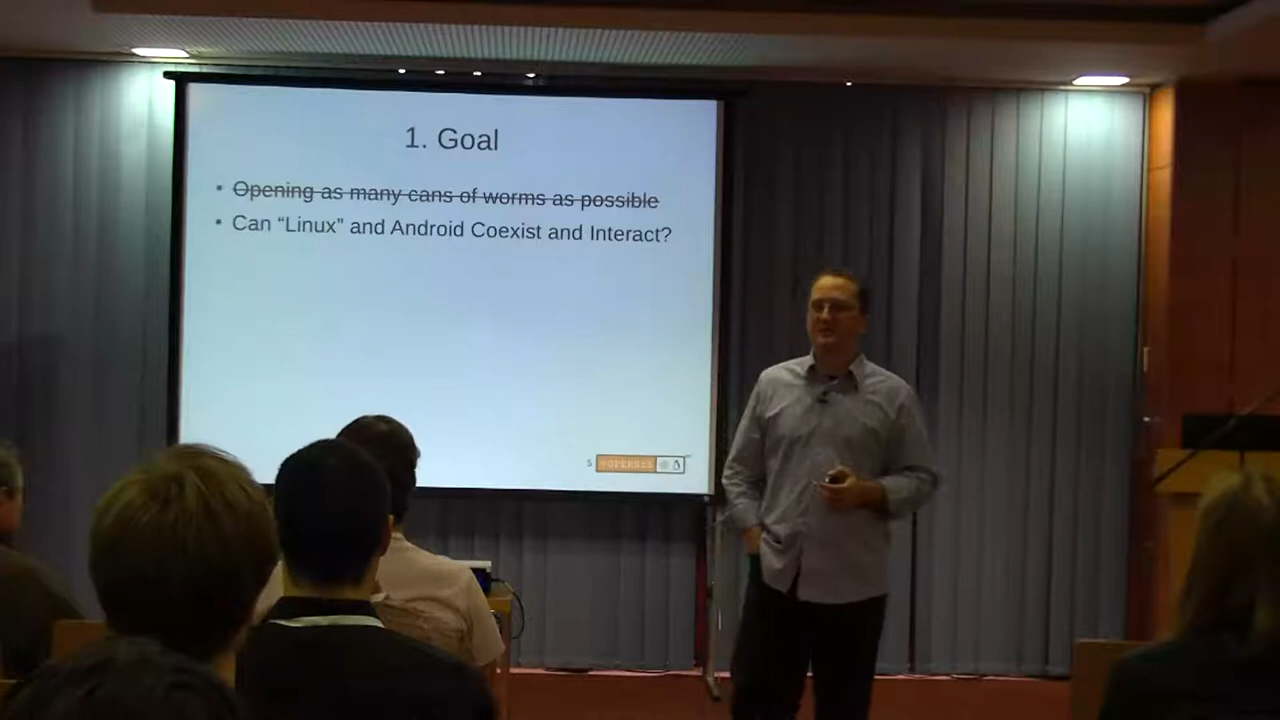 1. Goal
• Opening as many cans of worms as possible
• Can “Linux” and Android Coexist and Interact?
5